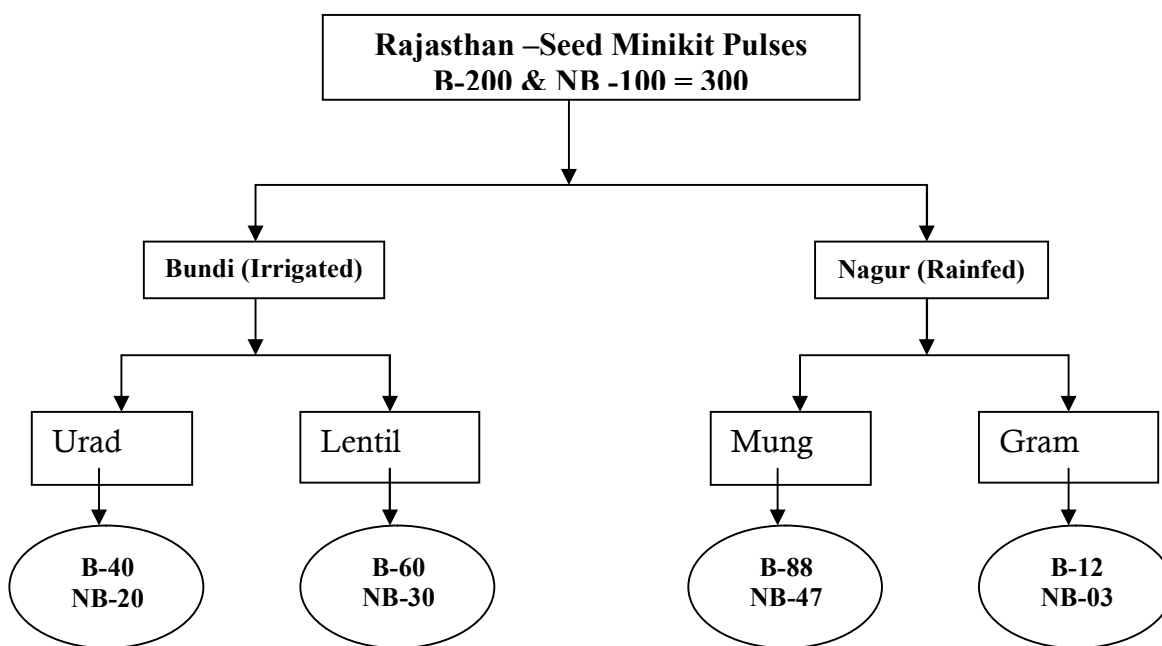 Rajasthan –Seed Minikit Pulses
B-200 & NB -100 = 300
Bundi (Irrigated)
Nagur (Rainfed)
Urad
Lentil
Mung
Gram
B-40
NB-20
B-60
NB-30
B-88
NB-47
B-12
NB-03